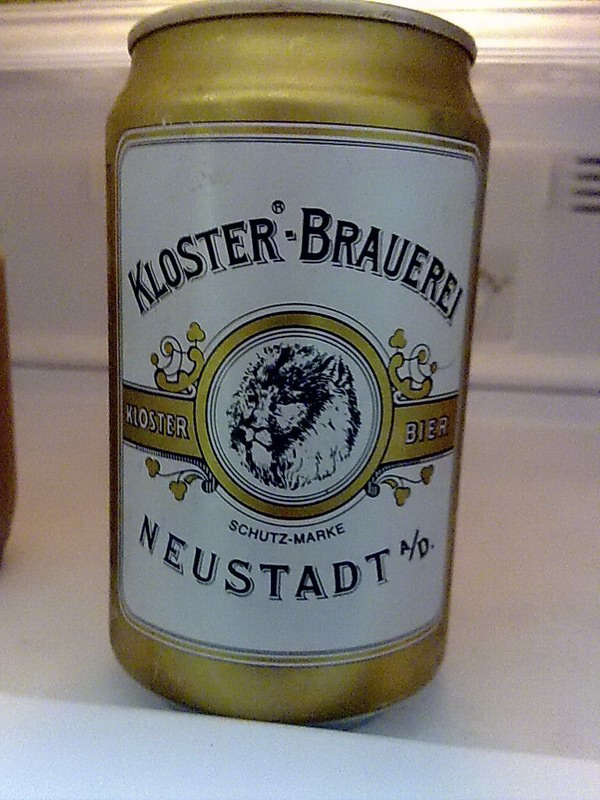 KLOSTER®-BRAUEREI
KLOSTER BIER
SCHUTZ-MARKE
NEUSTADT A/D.